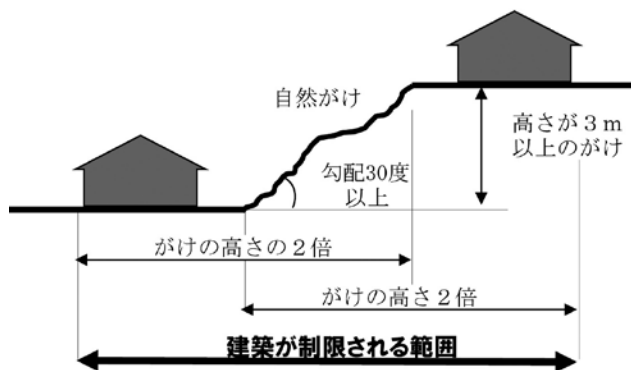 自然がけ
高さが３ｍ
以上のがけ
勾配30度
以上
がけの高さの２倍
がけの高さ２倍
建築が制限される範囲